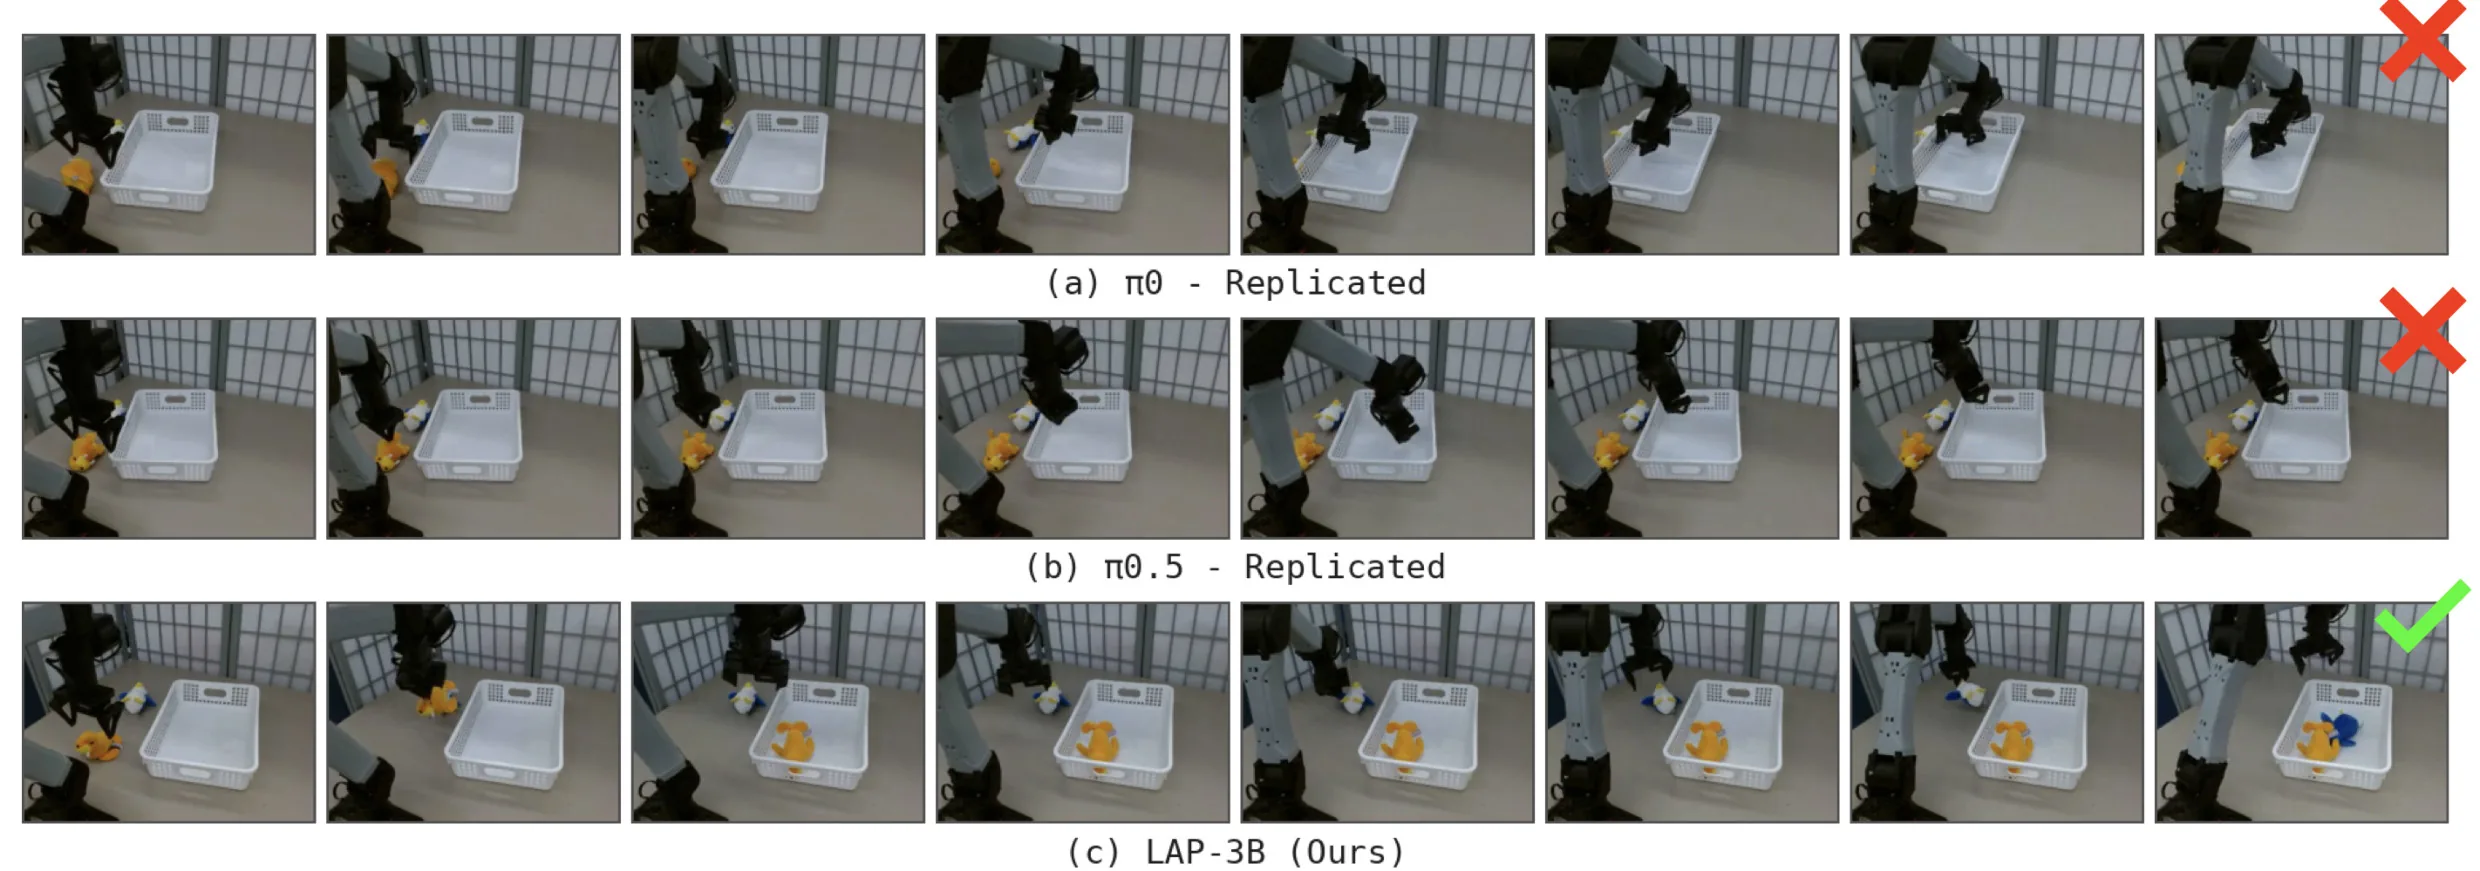 (a) π0 - Replicated
(b) π0.5 - Replicated
(c) LAP-3B (Ours)